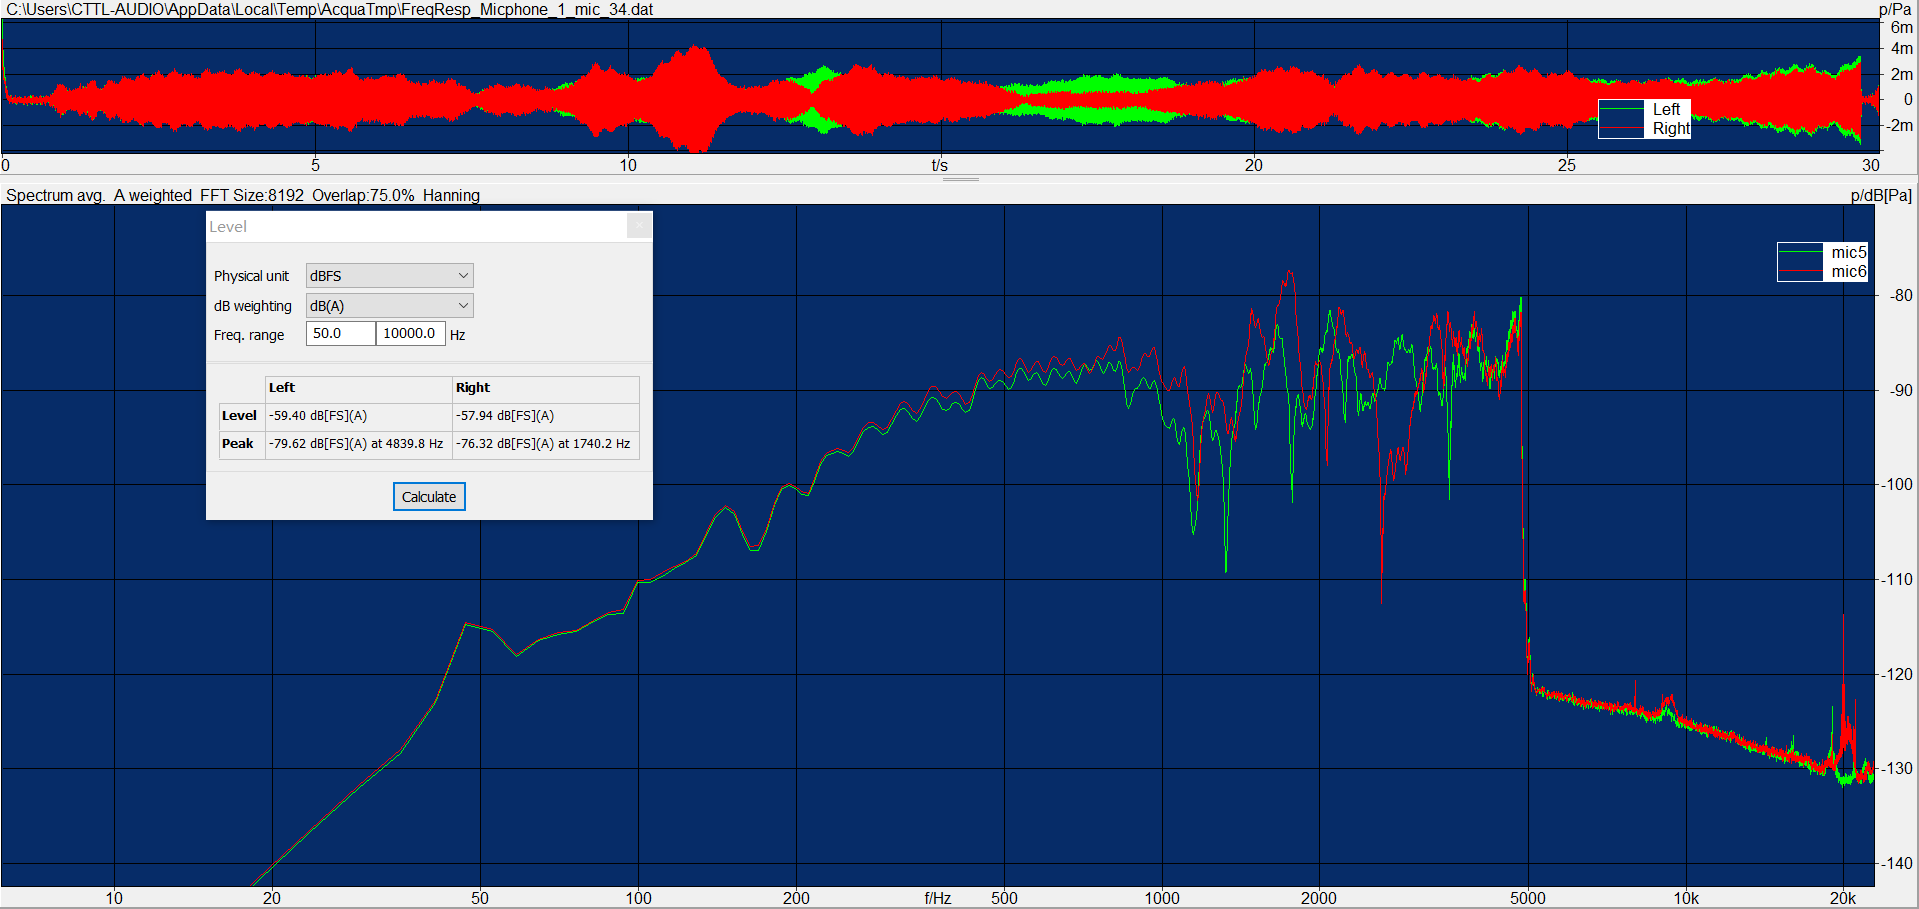 C:\Users\CTTL-AUDIO\AppData\Local\Temp\AcquaTmp\FreqResp_Micphone_1_mic_34.dat p/Pa
6m
4m
2m
0
-2m
Left
Right
0 5 10 t/s 20 25 30
Spectrum avg. A weighted FFT Size:8192 Overlap:75.0% Hanning p/dB[Pa]
Level
Physical unit dBFS
dB weighting dB(A)
Freq. range 50.0 10000.0 Hz
Left Right
Level -59.40 dB[FS](A) -57.94 dB[FS](A)
Peak -79.62 dB[FS](A) at 4839.8 Hz -76.32 dB[FS](A) at 1740.2 Hz
Calculate
mic5
mic6
-80
-90
-100
-110
-120
-130
-140
10 20 50 100 200 f/Hz 500 1000 2000 5000 10k 20k